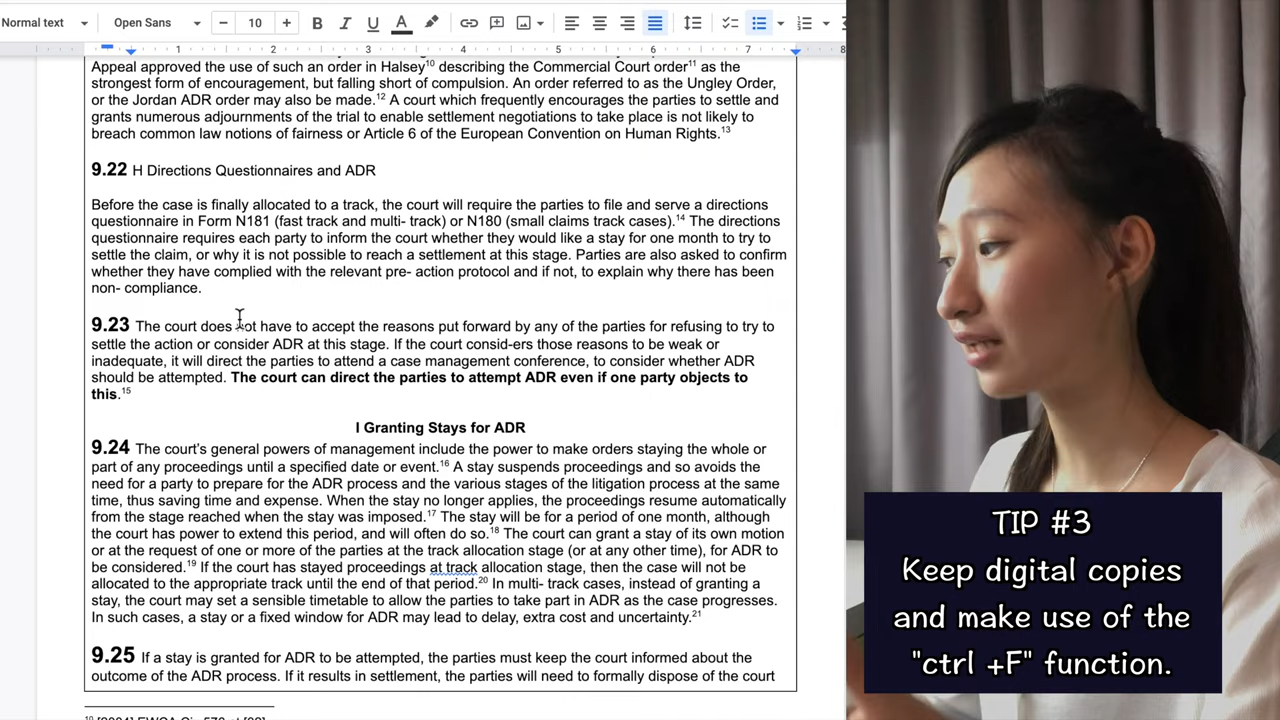 Normal text
Open Sans
10
B I U A
1 2 3 4 5 6 7 8
Appeal approved the use of such an order in Halsey10 describing the Commercial Court order11 as the
strongest form of encouragement, but falling short of compulsion. An order referred to as the Ungley Order,
or the Jordan ADR order may also be made.12 A court which frequently encourages the parties to settle and
grants numerous adjournments of the trial to enable settlement negotiations to take place is not likely to
breach common law notions of fairness or Article 6 of the European Convention on Human Rights.13
9.22 H Directions Questionnaires and ADR
Before the case is finally allocated to a track, the court will require the parties to file and serve a directions
questionnaire in Form N181 (fast track and multi- track) or N180 (small claims track cases).14 The directions
questionnaire requires each party to inform the court whether they would like a stay for one month to try to
settle the claim, or why it is not possible to reach a settlement at this stage. Parties are also asked to confirm
whether they have complied with the relevant pre- action protocol and if not, to explain why there has been
non- compliance.
9.23 The court does not have to accept the reasons put forward by any of the parties for refusing to try to
settle the action or consider ADR at this stage. If the court consid-ers those reasons to be weak or
inadequate, it will direct the parties to attend a case management conference, to consider whether ADR
should be attempted. The court can direct the parties to attempt ADR even if one party objects to
this.15
I Granting Stays for ADR
9.24 The court's general powers of management include the power to make orders staying the whole or
part of any proceedings until a specified date or event.16 A stay suspends proceedings and so avoids the
need for a party to prepare for the ADR process and the various stages of the litigation process at the same
time, thus saving time and expense. When the stay no longer applies, the proceedings resume automatically
from the stage reached when the stay was imposed.17 The stay will be for a period of one month, although
the court has power to extend this period, and will often do so.18 The court can grant a stay of its own motion
or at the request of one or more of the parties at the track allocation stage (or at any other time), for ADR to
be considered.19 If the court has stayed proceedings at track allocation stage, then the case will not be
allocated to the appropriate track until the end of that period.20 In multi- track cases, instead of granting a
stay, the court may set a sensible timetable to allow the parties to take part in ADR as the case progresses.
In such cases, a stay or a fixed window for ADR may lead to delay, extra cost and uncertainty.21
9.25 If a stay is granted for ADR to be attempted, the parties must keep the court informed about the
outcome of the ADR process. If it results in settlement, the parties will need to formally dispose of the court
TIP #3
Keep digital copies
and make use of the
"ctrl +F" function.